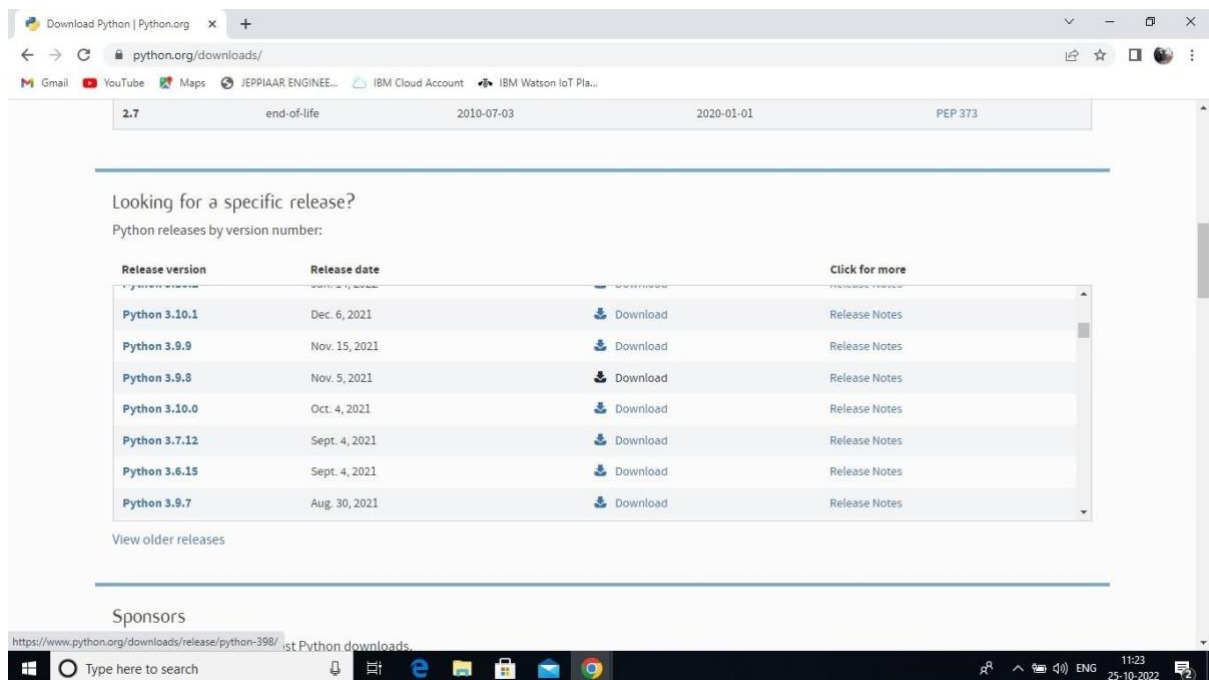 Download Python | Python.org
python.org/downloads/
Gmail YouTube Maps JEPPIAAR ENGINEE... IBM Cloud Account IBM Watson IoT Pla...
2.7 end-of-life 2010-07-03 2020-01-01 PEP 373
Looking for a specific release?
Python releases by version number:
Release version Release date Click for more
Python 3.10.1 Dec. 6, 2021 Download Release Notes
Python 3.9.9 Nov. 15, 2021 Download Release Notes
Python 3.9.8 Nov. 5, 2021 Download Release Notes
Python 3.10.0 Oct. 4, 2021 Download Release Notes
Python 3.7.12 Sept. 4, 2021 Download Release Notes
Python 3.6.15 Sept. 4, 2021 Download Release Notes
Python 3.9.7 Aug. 30, 2021 Download Release Notes
View older releases
Sponsors
https://www.python.org/downloads/release/python-398/ st Python downloads.
Type here to search ENG 11:23
25-10-2022 2